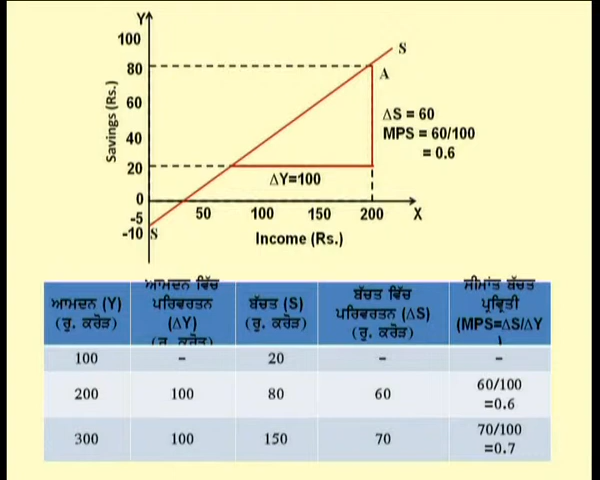 Y
100
80
60
40
20
0
-5
-10
Savings (Rs.)
S
A
ΔS = 60
MPS = 60/100
= 0.6
ΔY=100
S
50 100 150 200 X
Income (Rs.)
ਆਮਦਨ (Y)
(ਰੁ. ਕਰੋੜ)
ਆਮਦਨ ਵਿੱਚ
ਪਰਿਵਰਤਨ
(ΔY)
(ਰੁ. ਕਰੋੜ)
ਬੱਚਤ (S)
(ਰੁ. ਕਰੋੜ)
ਬੱਚਤ ਵਿੱਚ
ਪਰਿਵਰਤਨ (ΔS)
(ਰੁ. ਕਰੋੜ)
ਸੀਮਾਂਤ ਬੱਚਤ
ਪ੍ਰਵ੍ਰਿਤੀ
(MPS=ΔS/ΔY
)
100 – 20 – –
200 100 80 60 60/100
=0.6
300 100 150 70 70/100
=0.7